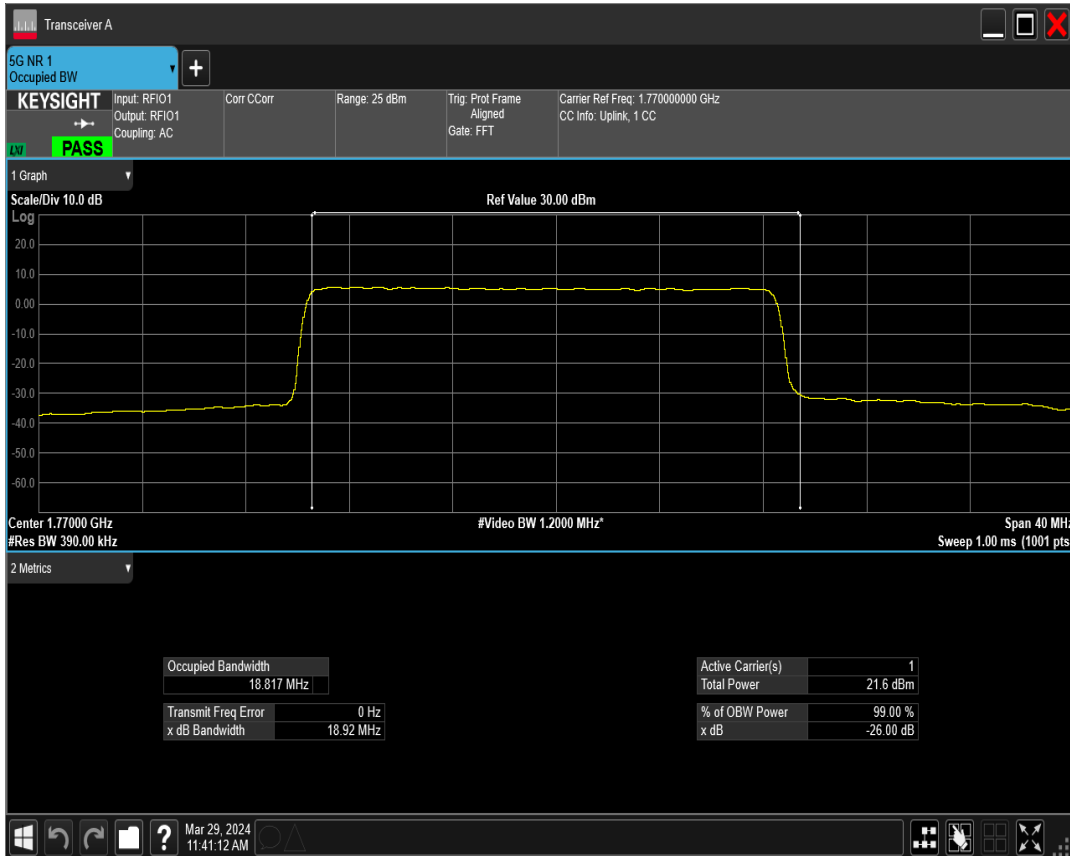 Transceiver A
5G NR 1
Occupied BW
+
KEYSIGHT
LXI
PASS
Input: RFIO1
Output: RFIO1
Coupling: AC
Corr CCorr
Range: 25 dBm
Trig: Prot Frame
Aligned
Gate: FFT
Carrier Ref Freq: 1.770000000 GHz
CC Info: Uplink, 1 CC
1 Graph
Scale/Div 10.0 dB
Ref Value 30.00 dBm
Log
20.0
10.0
0.00
-10.0
-20.0
-30.0
-40.0
-50.0
-60.0
Center 1.77000 GHz
#Video BW 1.2000 MHz*
Span 40 MHz
#Res BW 390.00 kHz
Sweep 1.00 ms (1001 pts
2 Metrics
Occupied Bandwidth
18.817 MHz
Transmit Freq Error 0 Hz
x dB Bandwidth 18.92 MHz
Active Carrier(s) 1
Total Power 21.6 dBm
% of OBW Power 99.00 %
x dB -26.00 dB
?
Mar 29, 2024
11:41:12 AM